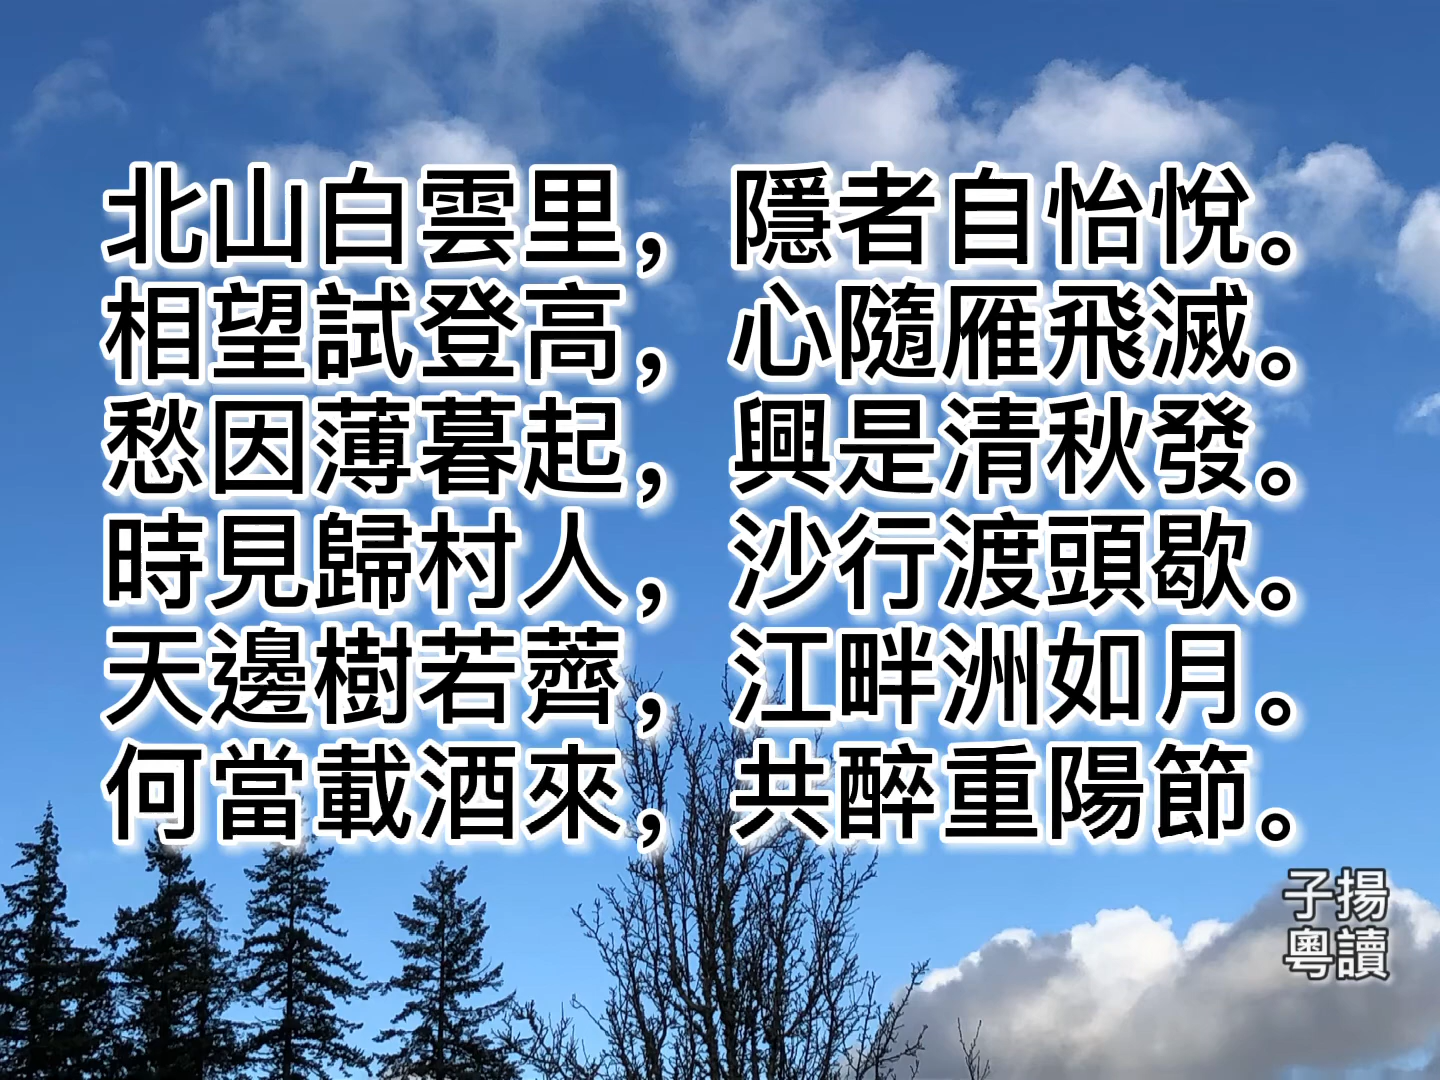 北山白雲里，隱者自怡悅。
相望試登高，心隨雁飛滅。
愁因薄暮起，興是清秋發。
時見歸村人，沙行渡頭歇。
天邊樹若薺，江畔洲如月。
何當載酒來，共醉重陽節。
子揚
粵讀